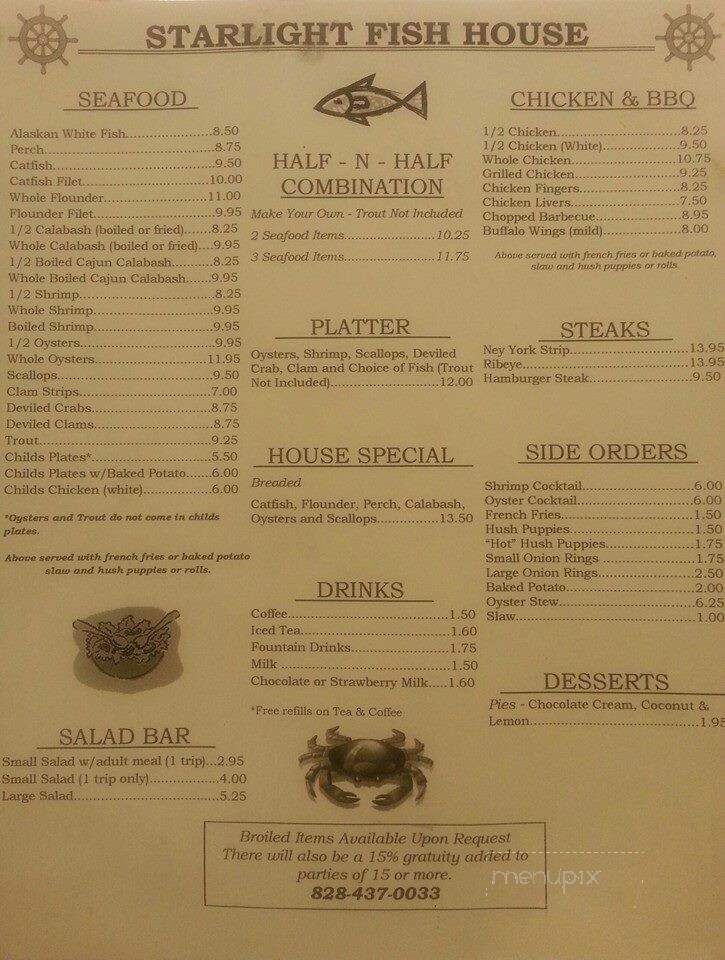 STARLIGHT FISH HOUSE
SEAFOOD
Alaskan White Fish......................8.50
Perch..........................................8.75
Catfish........................................9.50
Catfish Filet...............................10.00
Whole Flounder..........................11.00
Flounder Filet..............................9.95
1/2 Calabash (boiled or fried)......8.25
Whole Calabash (boiled or fried)....9.95
1/2 Boiled Cajun Calabash..........8.25
Whole Boiled Cajun Calabash......9.95
1/2 Shrimp.................................8.25
Whole Shrimp.............................9.95
Boiled Shrimp.............................9.95
1/2 Oysters................................9.95
Whole Oysters............................11.95
Scallops......................................9.50
Clam Strips.................................7.00
Deviled Crabs..............................8.75
Deviled Clams.............................8.75
Trout...........................................9.25
Childs Plates*..............................5.50
Childs Plates w/Baked Potato......6.00
Childs Chicken (white).................6.00
*Oysters and Trout do not come in childs
plates.
Above served with french fries or baked potato
slaw and hush puppies or rolls.
SALAD BAR
Small Salad w/adult meal (1 trip)...2.95
Small Salad (1 trip only)..................4.00
Large Salad.....................................5.25
HALF - N - HALF
COMBINATION
Make Your Own - Trout Not Included
2 Seafood Items......................10.25
3 Seafood Items......................11.75
PLATTER
Oysters, Shrimp, Scallops, Deviled
Crab, Clam and Choice of Fish (Trout
Not Included)...........................12.00
HOUSE SPECIAL
Breaded
Catfish, Flounder, Perch, Calabash,
Oysters and Scallops...............13.50
DRINKS
Coffee............................................1.50
Iced Tea.........................................1.60
Fountain Drinks.............................1.75
Milk ..............................................1.50
Chocolate or Strawberry Milk.....1.60
*Free refills on Tea & Coffee
CHICKEN & BBQ
1/2 Chicken...............................8.25
1/2 Chicken (White)...................9.50
Whole Chicken..........................10.75
Grilled Chicken..........................9.25
Chicken Fingers.........................8.25
Chicken Livers...........................7.50
Chopped Barbecue.....................8.95
Buffalo Wings (mild)...................8.00
Above served with french fries or baked potato,
slaw and hush puppies or rolls.
STEAKS
Ney York Strip..............................13.95
Ribeye..........................................13.95
Hamburger Steak..........................9.50
SIDE ORDERS
Shrimp Cocktail.............................6.00
Oyster Cocktail..............................6.00
French Fries..................................1.50
Hush Puppies................................1.50
“Hot” Hush Puppies.......................1.75
Small Onion Rings ........................1.75
Large Onion Rings.........................2.50
Baked Potato.................................2.00
Oyster Stew...................................6.25
Slaw..............................................1.00
DESSERTS
Pies - Chocolate Cream, Coconut &
Lemon...........................................1.95
Broiled Items Available Upon Request
There will also be a 15% gratuity added to
parties of 15 or more.
828-437-0033
menupix